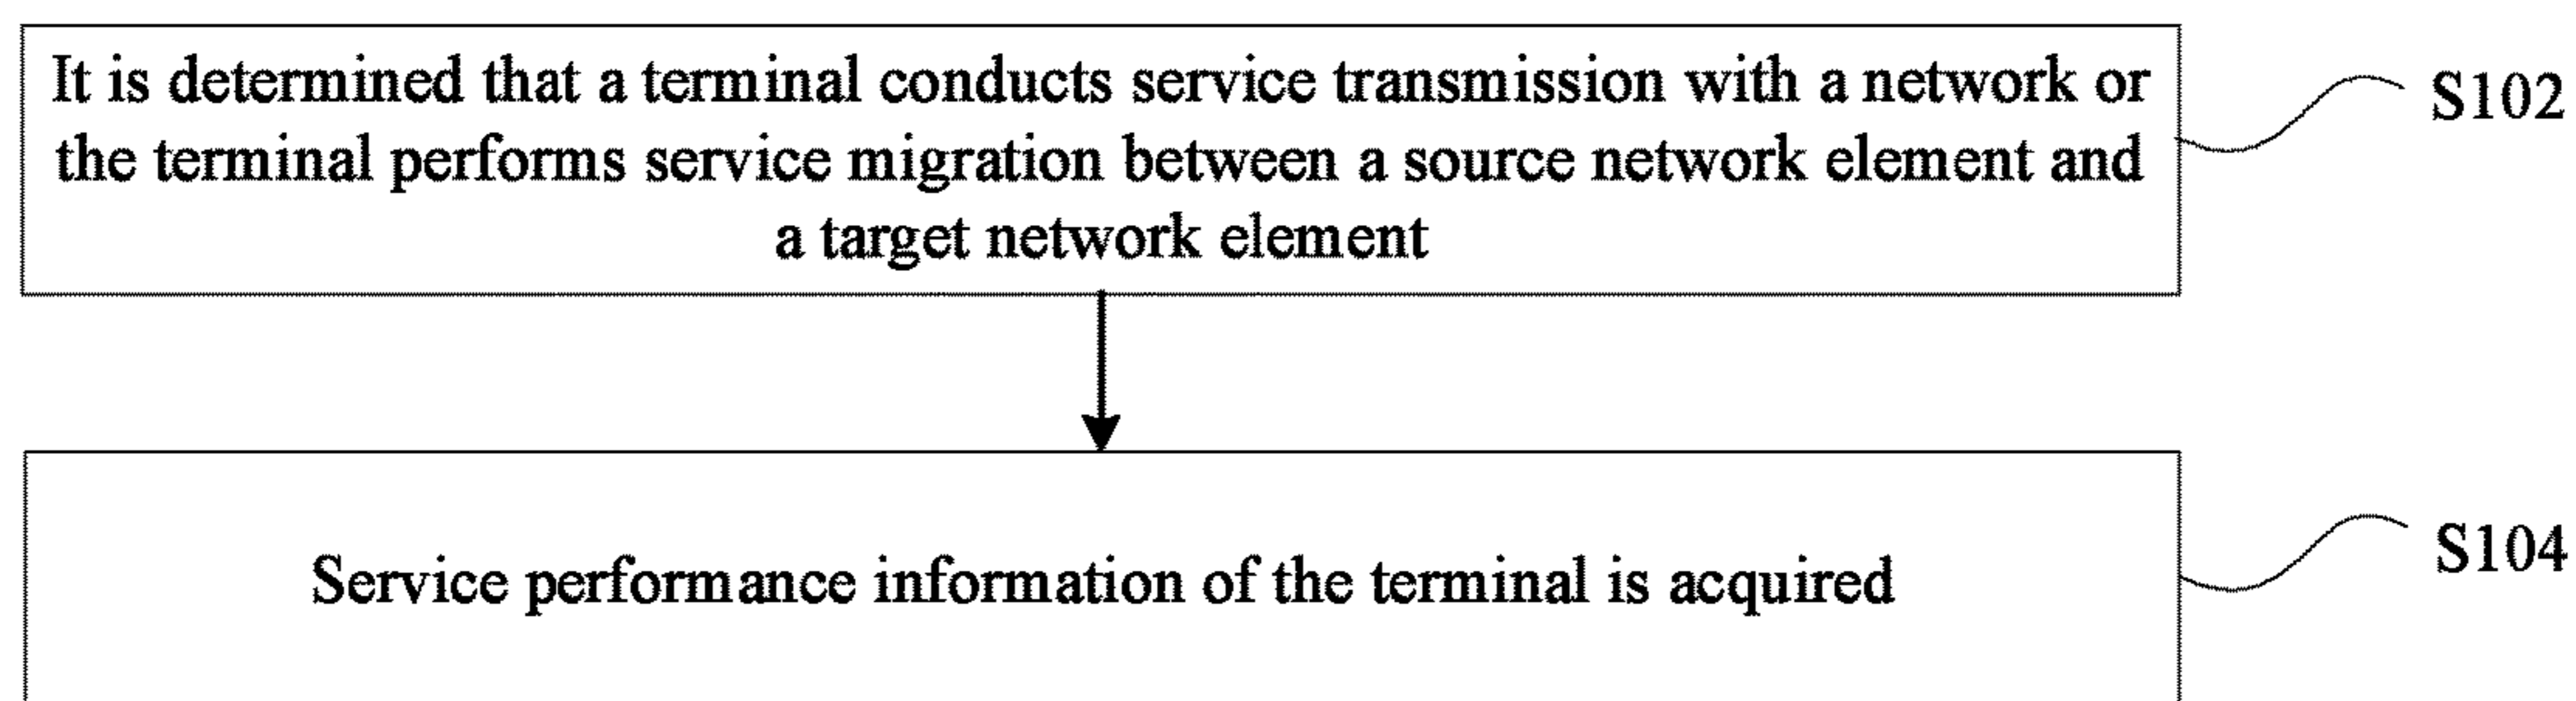 It is determined that a terminal conducts service transmission with a network or
the terminal performs service migration between a source network element and
a target network element
S102
Service performance information of the terminal is acquired
S104